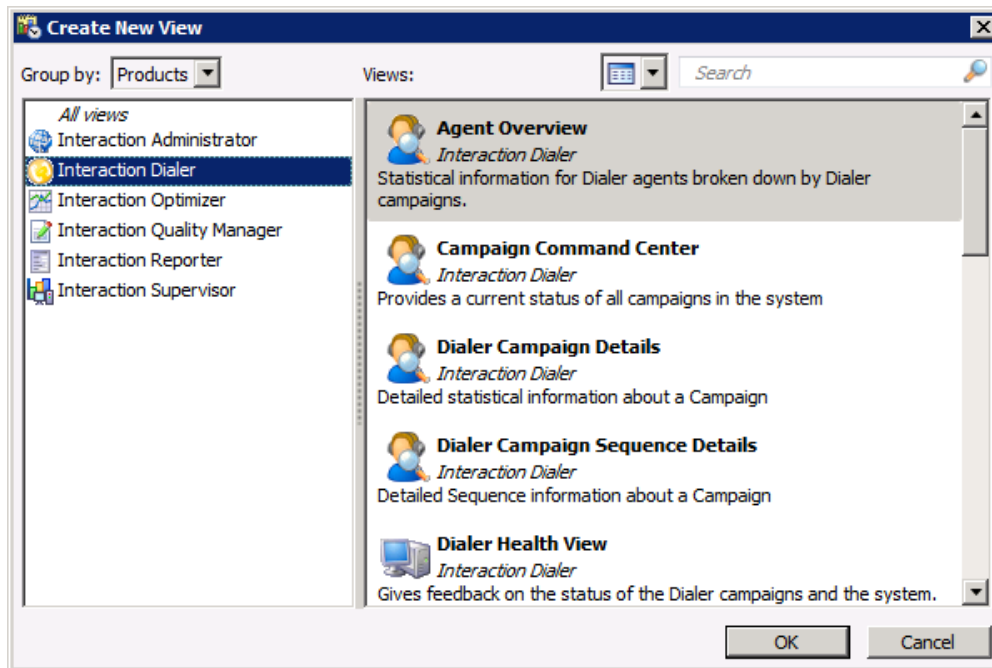 Create New View
Group by: Products
Views:
Search
All views
Interaction Administrator
Interaction Dialer
Interaction Optimizer
Interaction Quality Manager
Interaction Reporter
Interaction Supervisor
Agent Overview
Interaction Dialer
Statistical information for Dialer agents broken down by Dialer
campaigns.
Campaign Command Center
Interaction Dialer
Provides a current status of all campaigns in the system
Dialer Campaign Details
Interaction Dialer
Detailed statistical information about a Campaign
Dialer Campaign Sequence Details
Interaction Dialer
Detailed Sequence information about a Campaign
Dialer Health View
Interaction Dialer
Gives feedback on the status of the Dialer campaigns and the system.
OK
Cancel